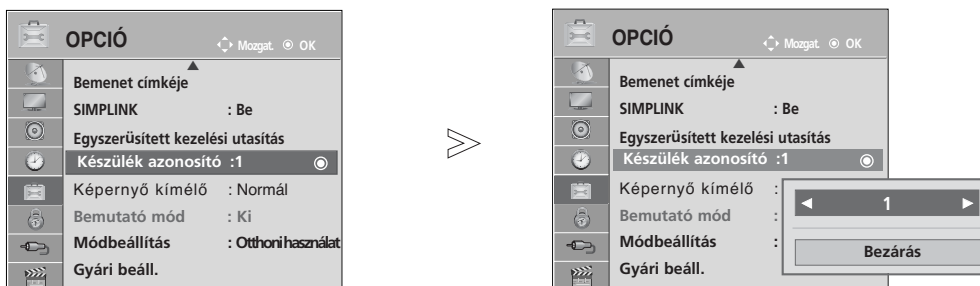 OPCIÓ
Mozgat. OK
Bemenet címkéje
SIMPLINK : Be
Egyszerűsített kezelési utasítás
Készülék azonosító :1
Képernyő kímélő : Normál
Bemutató mód : Ki
Módbeállítás : Otthoni használat
Gyári beáll.
OPCIÓ
Mozgat. OK
Bemenet címkéje
SIMPLINK : Be
Egyszerűsített kezelési utasítás
Készülék azonosító :1
Képernyő kímélő :
Bemutató mód :
Módbeállítás :
Gyári beáll.
1
Bezárás